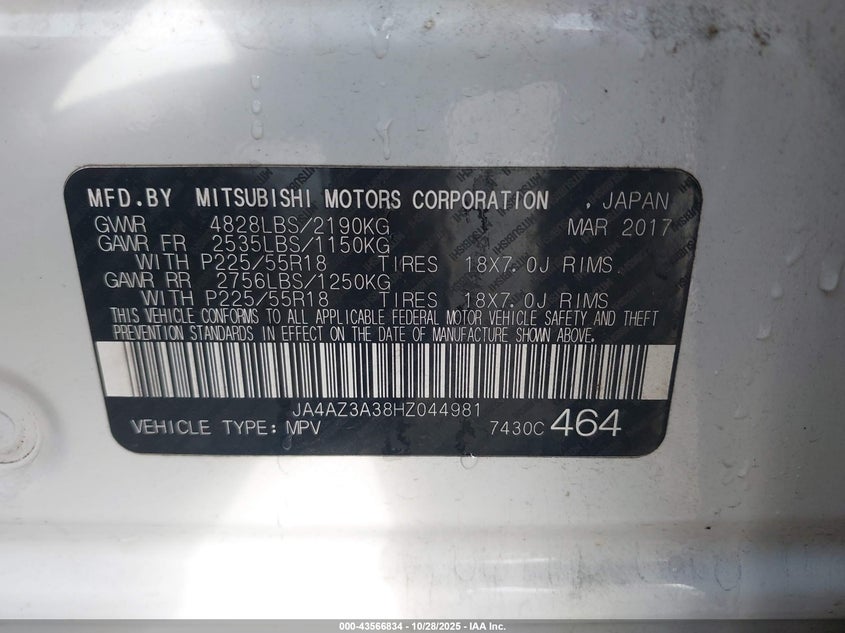 MFD.BY MITSUBISHI MOTORS CORPORATION , JAPAN
GVWR 4828LBS/2190KG MAR 2017
GAWR FR 2535LBS/1150KG
WITH P225/55R18 TIRES 18X7.0J RIMS
GAWR RR 2756LBS/1250KG
WITH P225/55R18 TIRES 18X7.0J RIMS
THIS VEHICLE CONFORMS TO ALL APPLICABLE FEDERAL MOTOR VEHICLE SAFETY AND THEFT
PREVENTION STANDARDS IN EFFECT ON THE DATE OF MANUFACTURE SHOWN ABOVE.
JA4AZ3A38HZ044981
VEHICLE TYPE: MPV 7430C 464
000-43566834 - 10/28/2025 - IAA Inc.